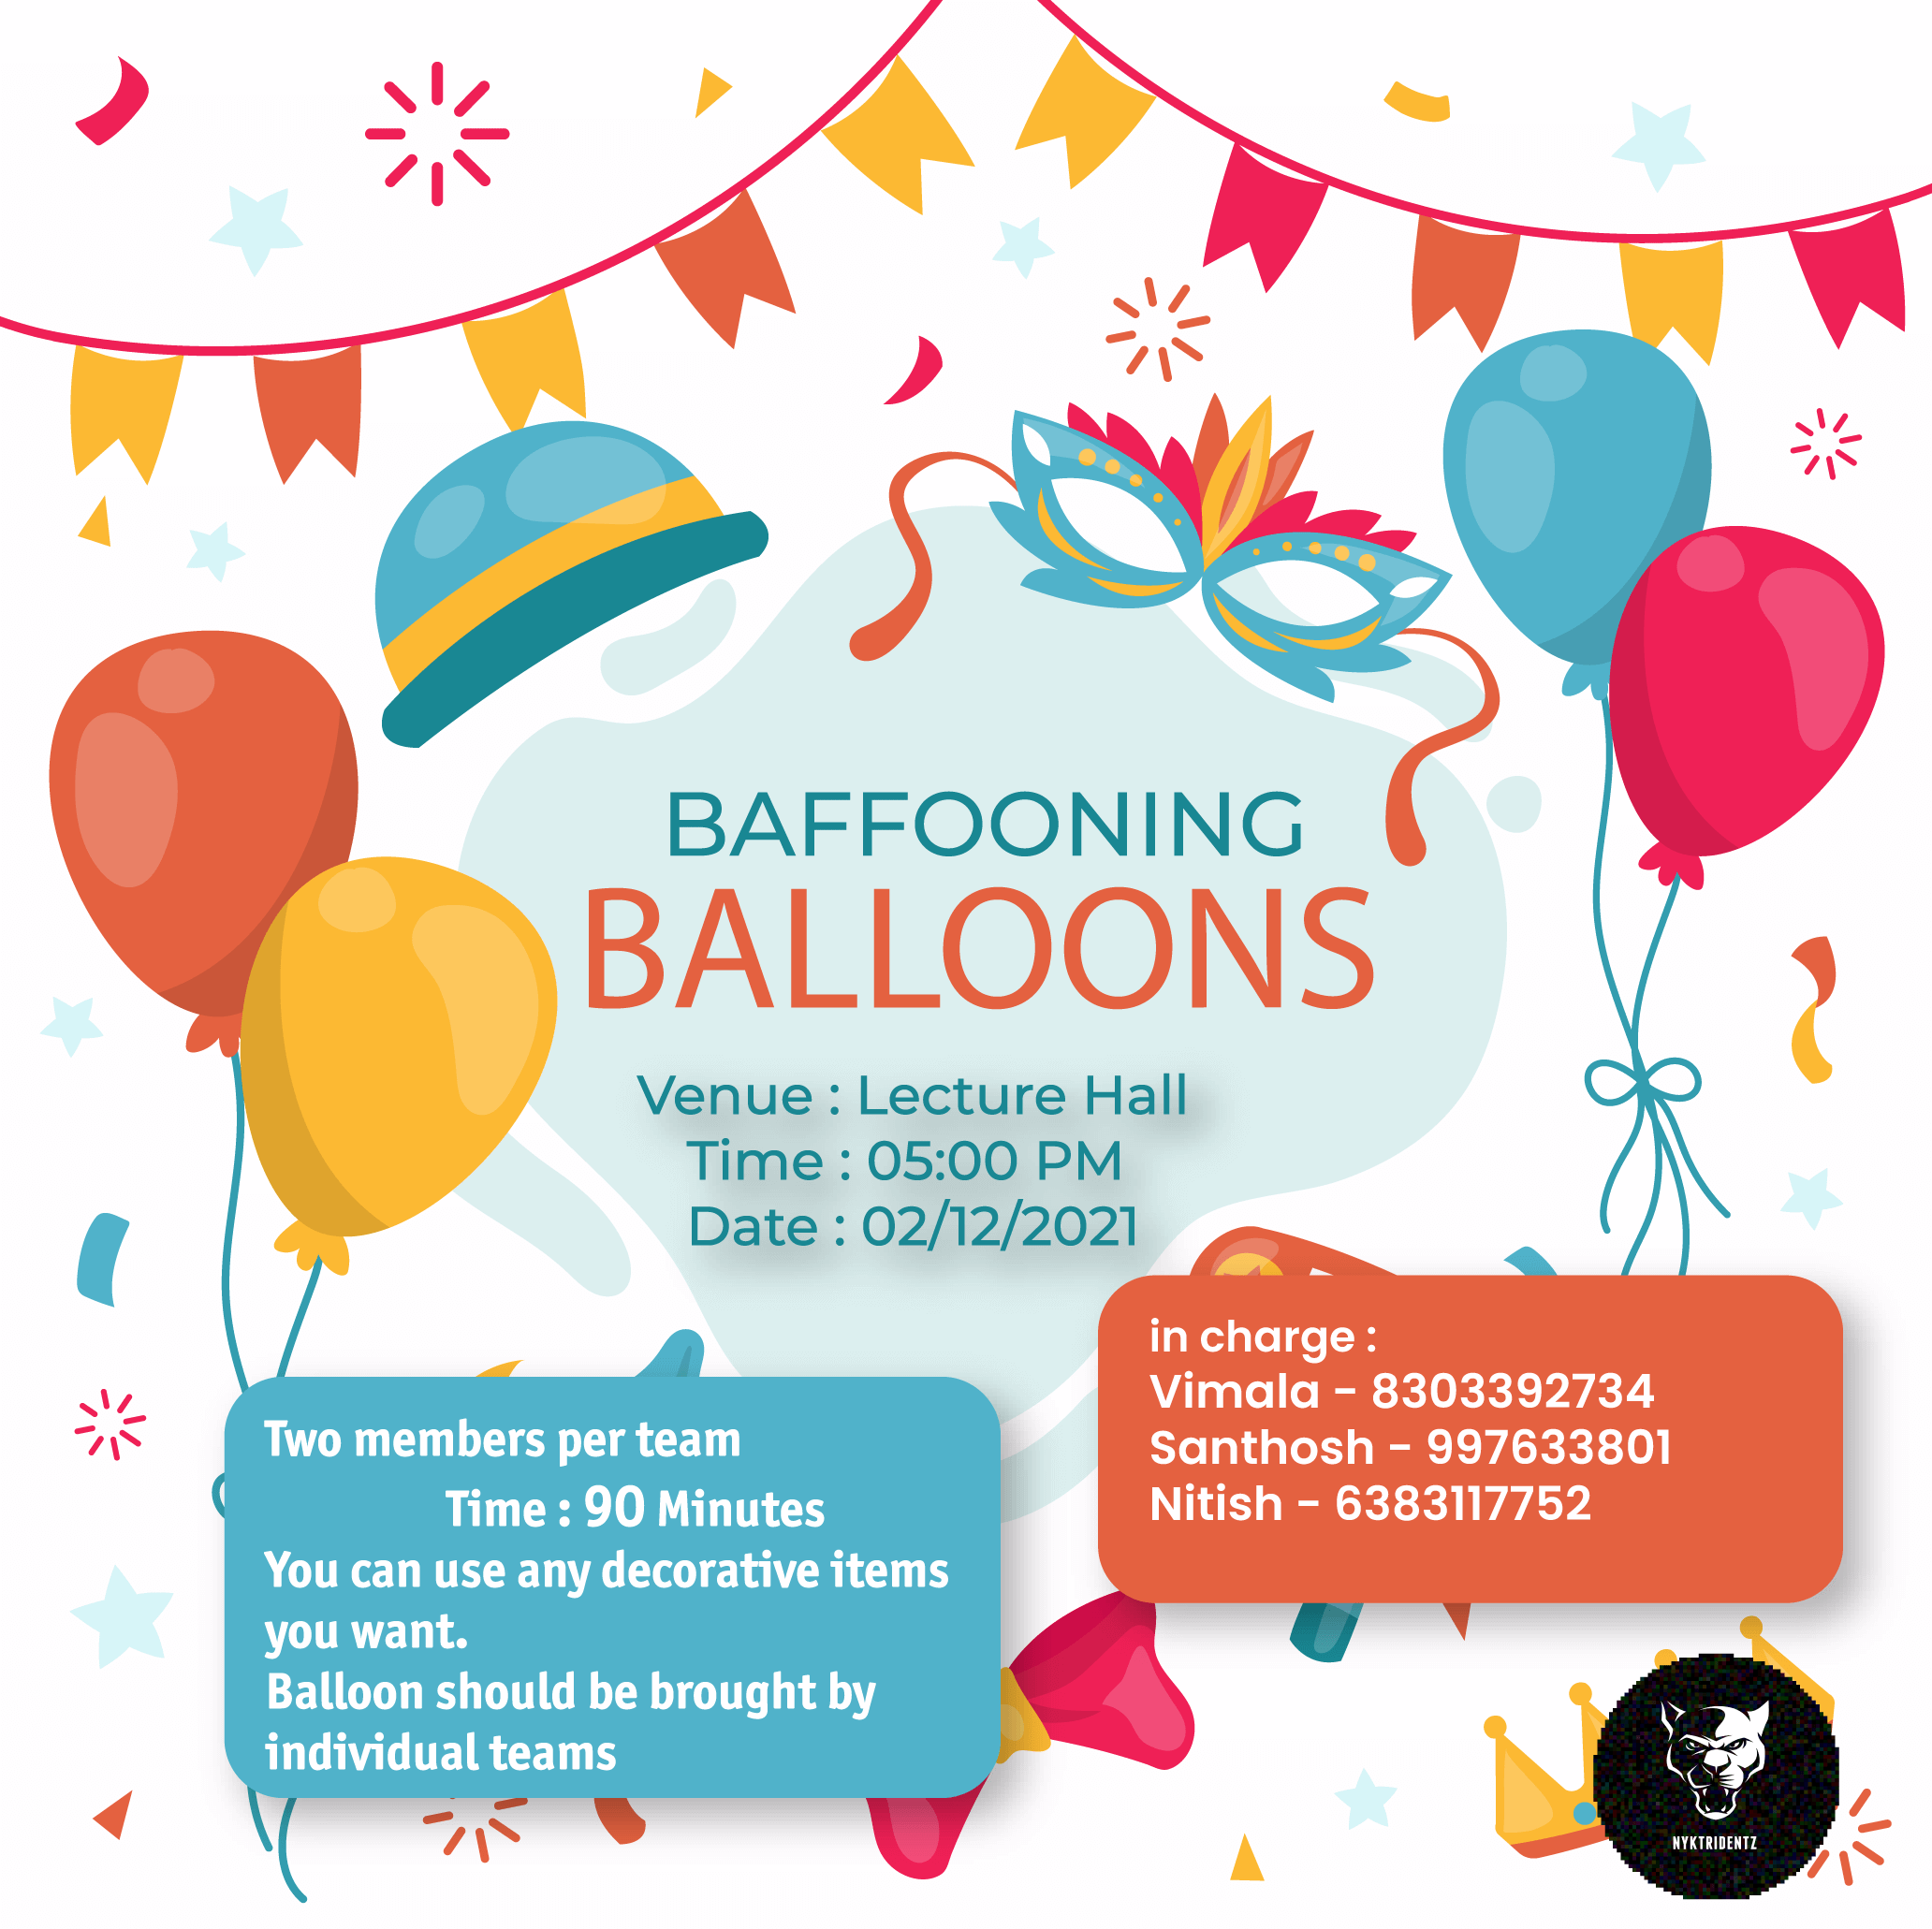 BAFFOONING
BALLOONS
Venue : Lecture Hall
Time : 05:00 PM
Date : 02/12/2021
in charge :
Vimala - 8303392734
Santhosh - 997633801
Nitish - 6383117752
Two members per team
Time : 90 Minutes
You can use any decorative items
you want.
Balloon should be brought by
individual teams
NYKTRIDENTZ